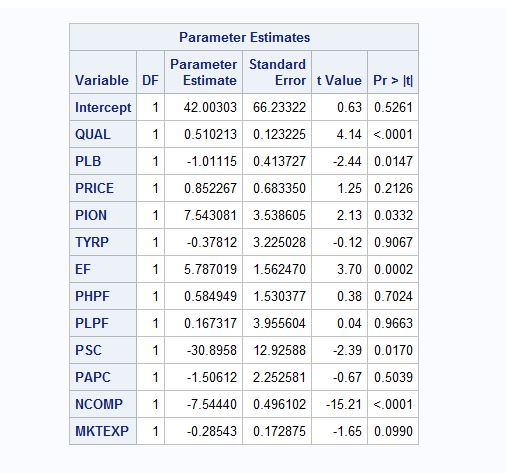 Parameter Estimates
Variable DF Parameter Estimate Standard Error t Value Pr > |t|
Intercept 1 42.00303 66.23322 0.63 0.5261
QUAL 1 0.510213 0.123225 4.14 <.0001
PLB 1 -1.01115 0.413727 -2.44 0.0147
PRICE 1 0.852267 0.683350 1.25 0.2126
PION 1 7.543081 3.538605 2.13 0.0332
TYRP 1 -0.37812 3.225028 -0.12 0.9067
EF 1 5.787019 1.562470 3.70 0.0002
PHPF 1 0.584949 1.530377 0.38 0.7024
PLPF 1 0.167317 3.955604 0.04 0.9663
PSC 1 -30.8958 12.92588 -2.39 0.0170
PAPC 1 -1.50612 2.252581 -0.67 0.5039
NCOMP 1 -7.54440 0.496102 -15.21 <.0001
MKTEXP 1 -0.28543 0.172875 -1.65 0.0990